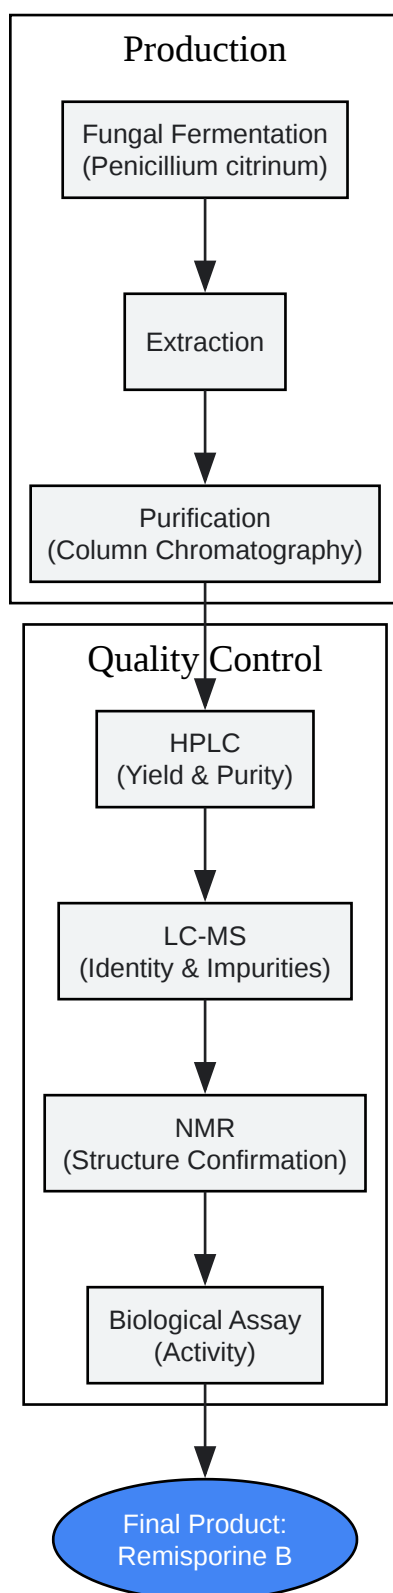 Production
Fungal Fermentation
(Penicillium citrinum)
Extraction
Purification
(Column Chromatography)
Quality Control
HPLC
(Yield & Purity)
LC-MS
(Identity & Impurities)
NMR
(Structure Confirmation)
Biological Assay
(Activity)
Final Product:
Remisporine B